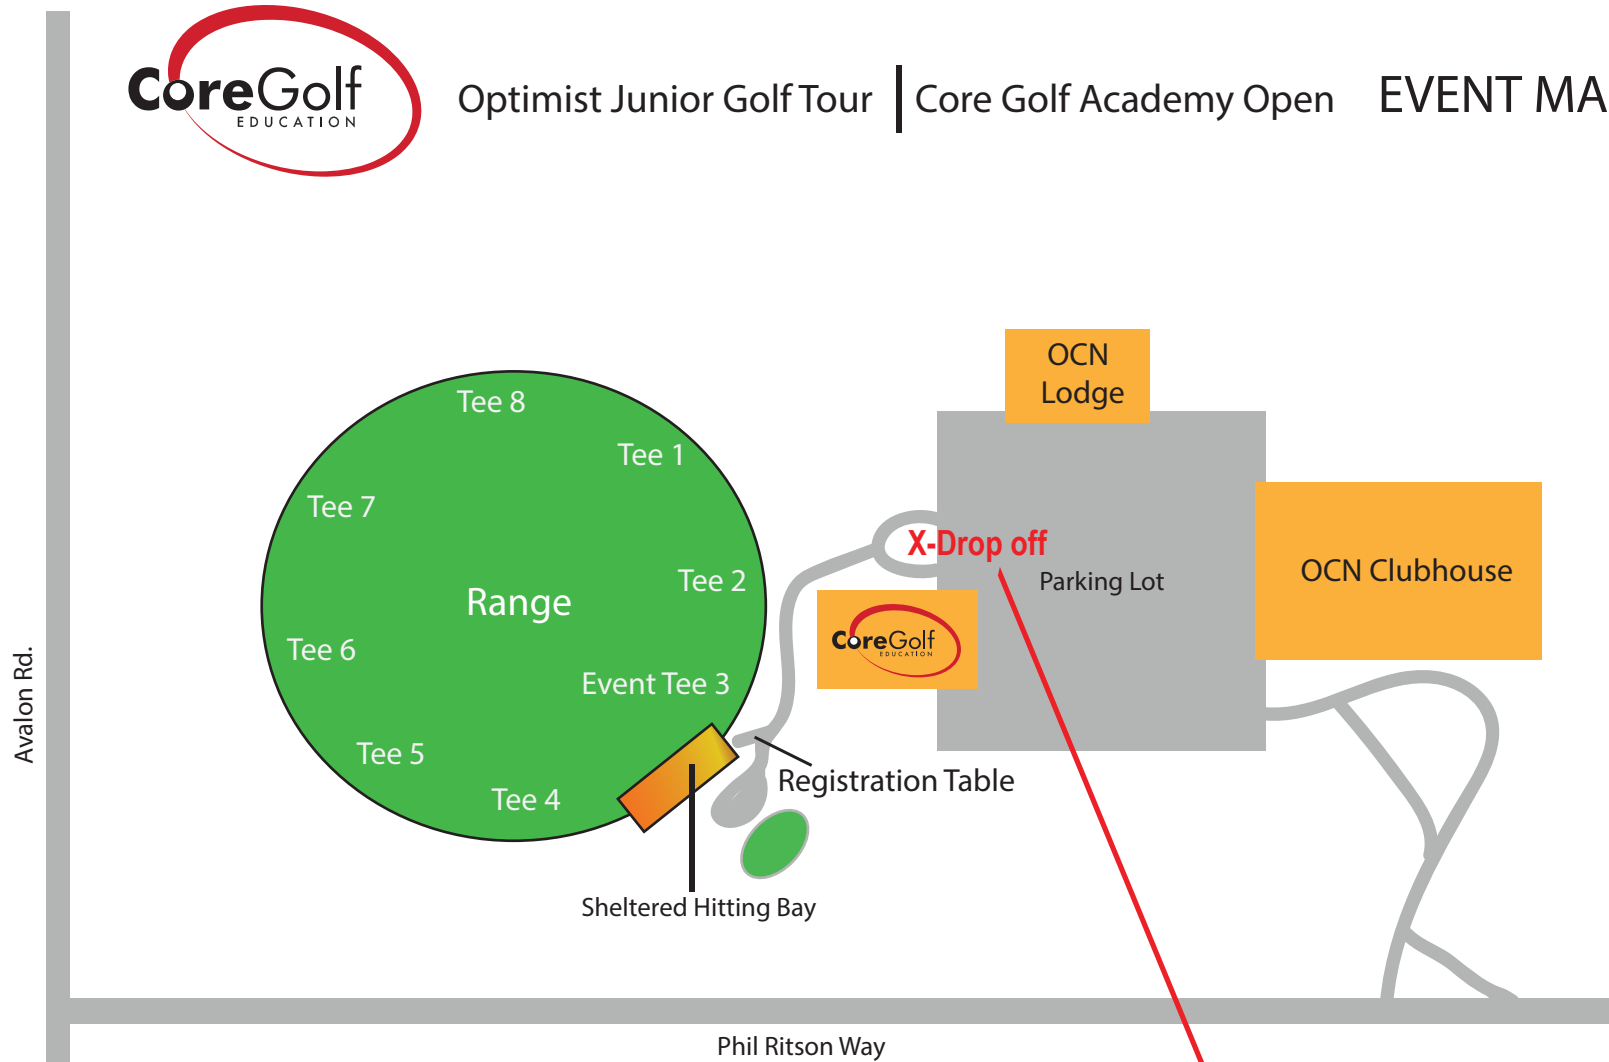 CoreGolf
EDUCATION
Optimist Junior Golf Tour
Core Golf Academy Open
EVENT MA
OCN
Lodge
Tee 8
Tee 1
Tee 7
X-Drop off
Parking Lot
OCN Clubhouse
Tee 2
Range
CoreGolf
EDUCATION
Tee 6
Event Tee 3
Avalon Rd.
Tee 5
Tee 4
Registration Table
Sheltered Hitting Bay
Phil Ritson Way